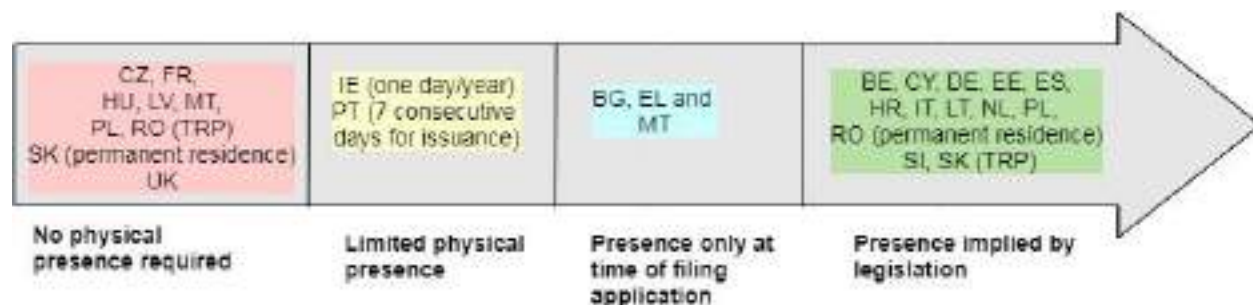 CZ, FR,
HU, LV, MT,
PL, RO (TRP)
SK (permanent residence)
UK
IE (one day/year)
PT (7 consecutive
days for issuance)
BG, EL and
MT
BE, CY, DE, EE, ES,
HR, IT, LT, NL, PL,
RO (permanent residence)
SI, SK (TRP)
No physical
presence required
Limited physical
presence
Presence only at
time of filing
application
Presence implied by
legislation